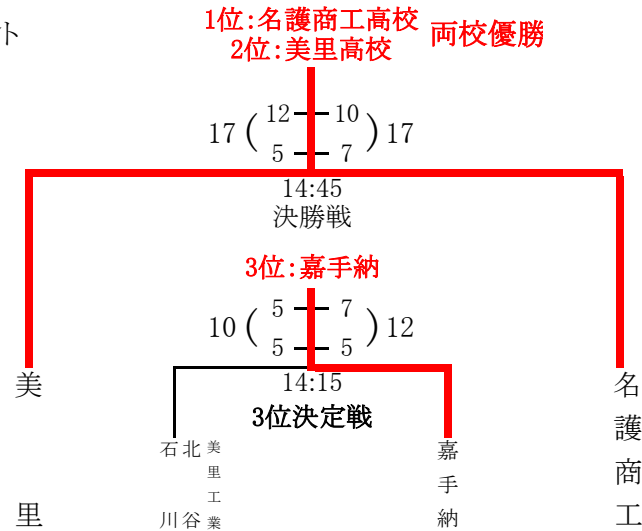 ト
1位:名護商工高校
2位:美里高校
両校優勝
17 ( 12 10 ) 17
5 7
14:45
決勝戦
3位:嘉手納
10 ( 5 7 ) 12
5 5
14:15
3位決定戦
美里
石川
北谷
美里工業
嘉手納
名護商工